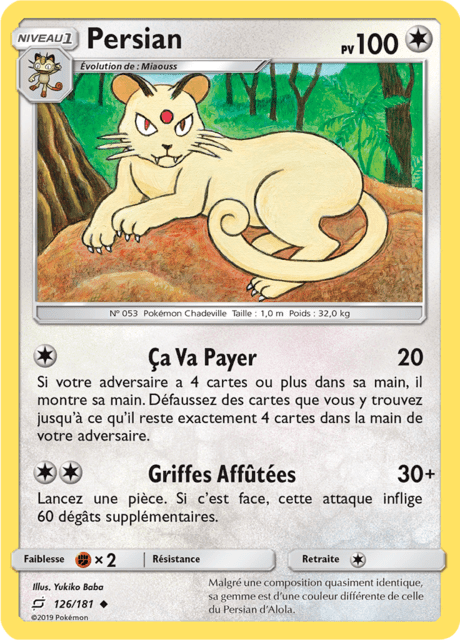 NIVEAU 1
Persian
PV 100
Évolution de : Miaouss
N° 053 Pokémon Chadeville Taille : 1,0 m Poids : 32,0 kg
Ça Va Payer 20
Si votre adversaire a 4 cartes ou plus dans sa main, il
montre sa main. Défaussez des cartes que vous y trouvez
jusqu'à ce qu'il reste exactement 4 cartes dans la main de
votre adversaire.
Griffes Affûtées 30+
Lancez une pièce. Si c'est face, cette attaque inflige
60 dégâts supplémentaires.
Faiblesse ×2 Résistance Retraite
Illus. Yukiko Baba
126/181
©2019 Pokémon
Malgré une composition quasiment identique,
sa gemme est d'une couleur différente de celle
du Persian d'Alola.